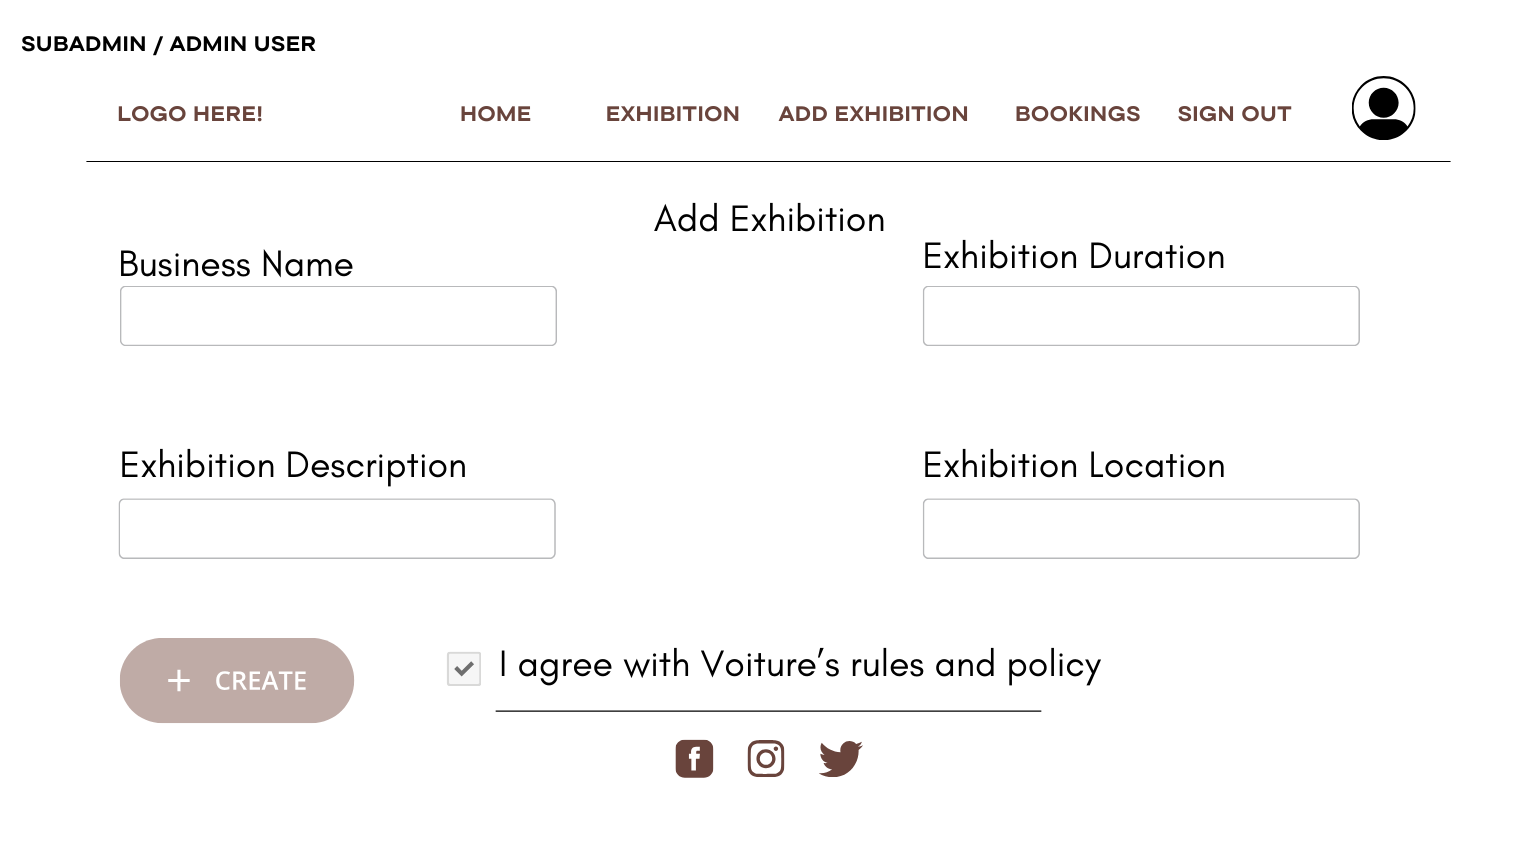 SUBADMIN / ADMIN USER
LOGO HERE! HOME EXHIBITION ADD EXHIBITION BOOKINGS SIGN OUT
Add Exhibition
Business Name
Exhibition Duration
Exhibition Description
Exhibition Location
+ CREATE
I agree with Voiture’s rules and policy